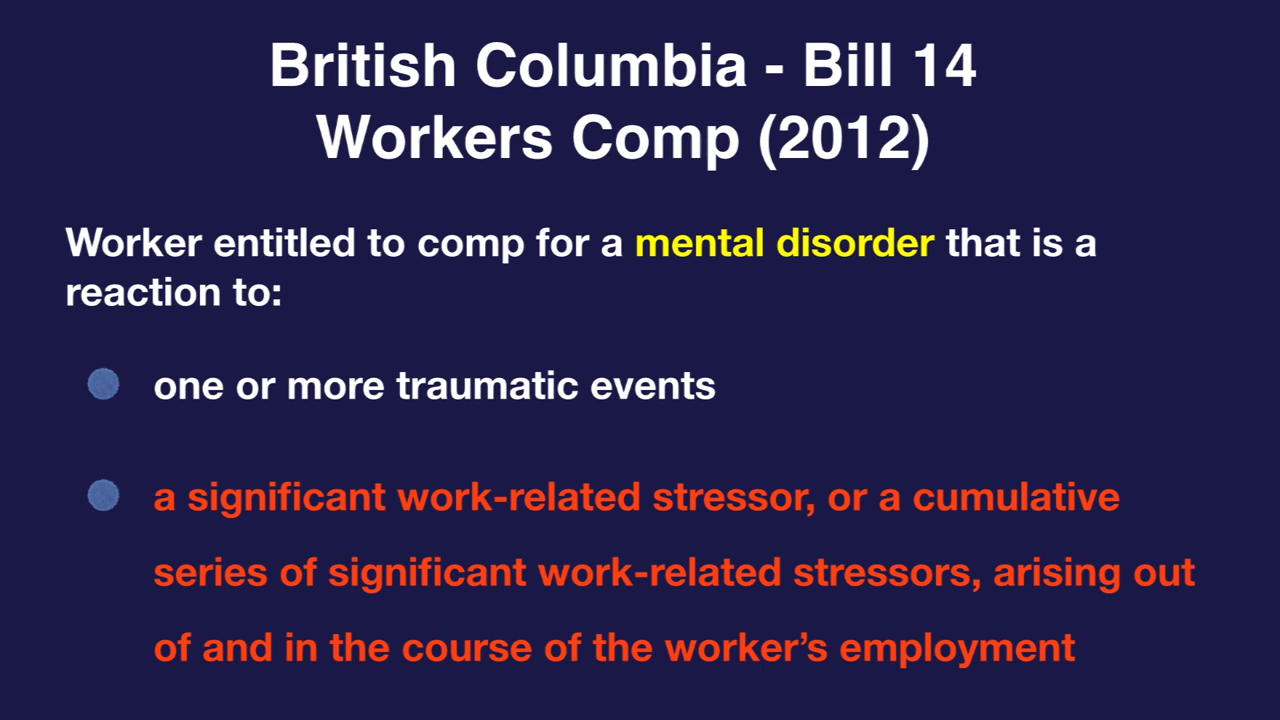 British Columbia - Bill 14
Workers Comp (2012)
Worker entitled to comp for a mental disorder that is a
reaction to:
one or more traumatic events
a significant work-related stressor, or a cumulative
series of significant work-related stressors, arising out
of and in the course of the worker’s employment